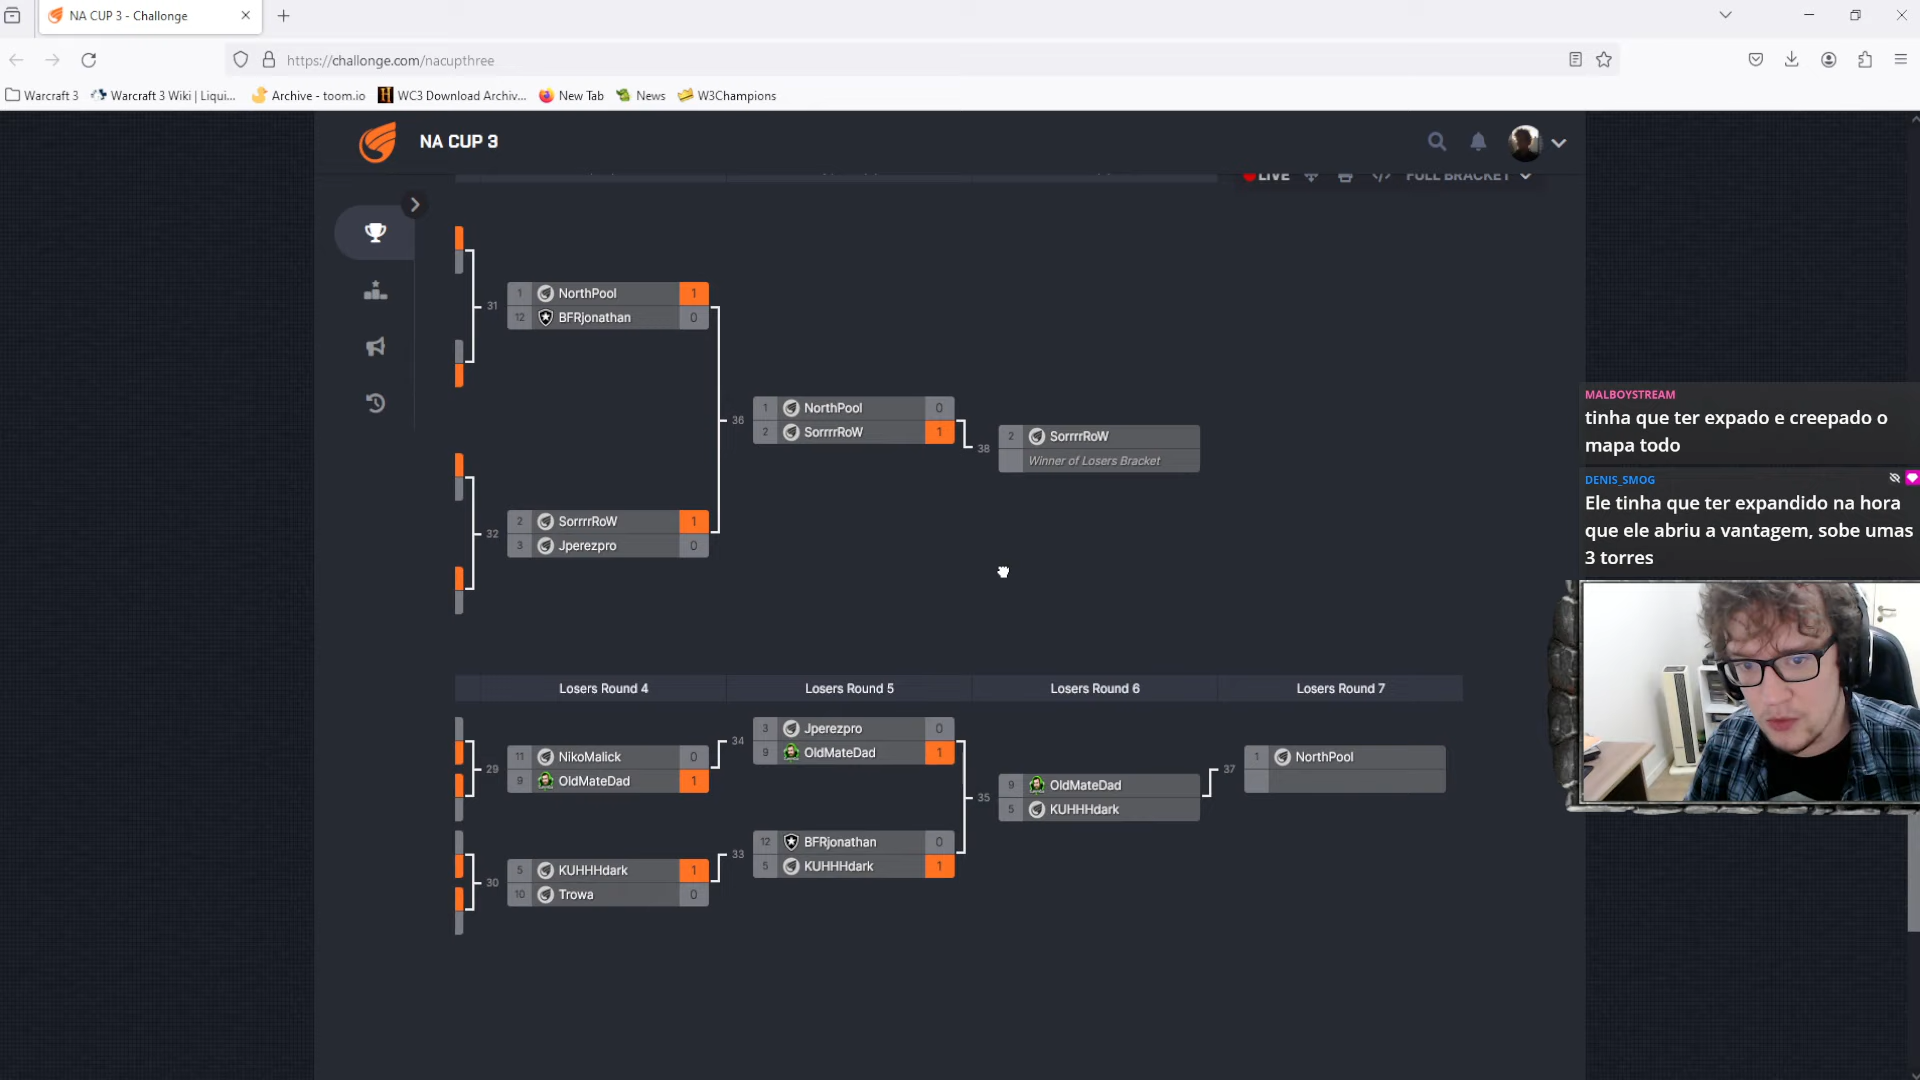 NA CUP 3 - Challonge
https://challonge.com/nacupthree
Warcraft 3 Warcraft 3 Wiki | Liqui... Archive - toom.io WC3 Download Archiv... New Tab News W3Champions
NA CUP 3
LIVE FULL BRACKET
31 1 NorthPool 1
12 BFRjonathan 0
36 1 NorthPool 0
2 SorrrrRoW 1
38 2 SorrrrRoW
Winner of Losers Bracket
32 2 SorrrrRoW 1
3 Jperezpro 0
Losers Round 4 Losers Round 5 Losers Round 6 Losers Round 7
29 11 NikoMalick 0
9 OldMateDad 1
34 3 Jperezpro 0
9 OldMateDad 1
35 9 OldMateDad
5 KUHHHdark
37 1 NorthPool
30 5 KUHHHdark 1
10 Trowa 0
33 12 BFRjonathan 0
5 KUHHHdark 1
MALBOYSTREAM
tinha que ter expado e creepado o
mapa todo
DENIS_SMOG
Ele tinha que ter expandido na hora
que ele abriu a vantagem, sobe umas
3 torres